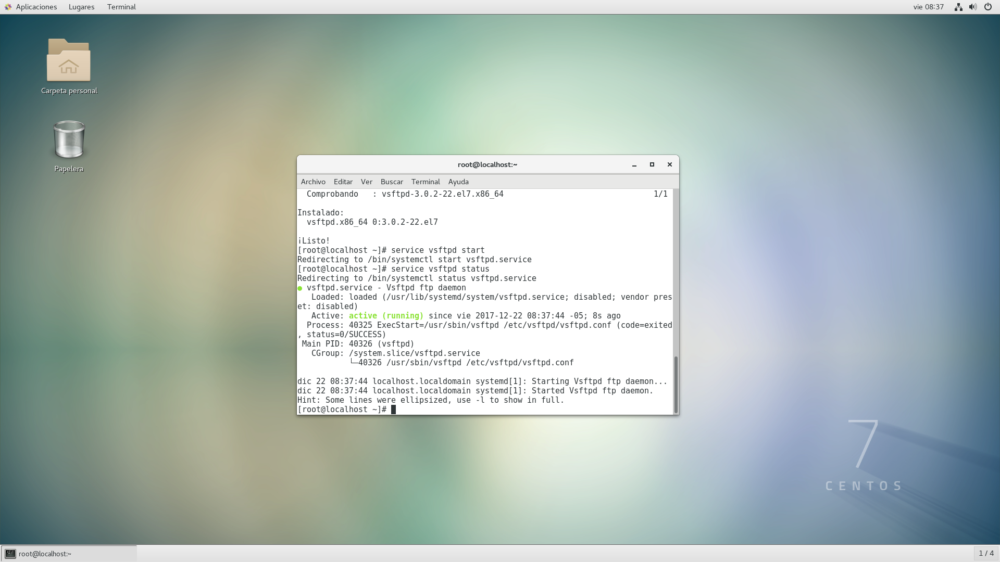 Aplicaciones Lugares Terminal vie 08:37
Carpeta personal
Papelera
root@localhost:~
Archivo Editar Ver Buscar Terminal Ayuda
  Comprobando   : vsftpd-3.0.2-22.el7.x86_64                                1/1
Instalado:
  vsftpd.x86_64 0:3.0.2-22.el7
¡Listo!
[root@localhost ~]# service vsftpd start
Redirecting to /bin/systemctl start vsftpd.service
[root@localhost ~]# service vsftpd status
Redirecting to /bin/systemctl status vsftpd.service
● vsftpd.service - Vsftpd ftp daemon
   Loaded: loaded (/usr/lib/systemd/system/vsftpd.service; disabled; vendor pres
et: disabled)
   Active: active (running) since vie 2017-12-22 08:37:44 -05; 8s ago
  Process: 40325 ExecStart=/usr/sbin/vsftpd /etc/vsftpd/vsftpd.conf (code=exited
, status=0/SUCCESS)
 Main PID: 40326 (vsftpd)
   CGroup: /system.slice/vsftpd.service
           └─40326 /usr/sbin/vsftpd /etc/vsftpd/vsftpd.conf
dic 22 08:37:44 localhost.localdomain systemd[1]: Starting Vsftpd ftp daemon...
dic 22 08:37:44 localhost.localdomain systemd[1]: Started Vsftpd ftp daemon.
Hint: Some lines were ellipsized, use -l to show in full.
[root@localhost ~]#
7
CENTOS
root@localhost:~ 1 / 4